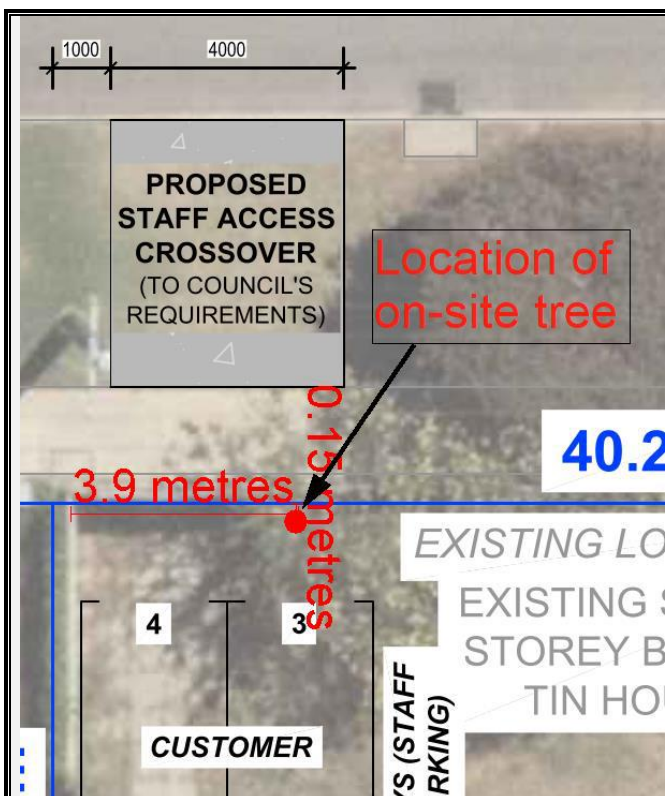 1000
4000
PROPOSED
STAFF ACCESS
CROSSOVER
(TO COUNCIL'S
REQUIREMENTS)
Location of
on-site tree
0.15 metres
40.2
3.9 metres
EXISTING LO
EXISTING S
STOREY B
TIN HOU
4
3
CUSTOMER
YS (STAFF
RKING)